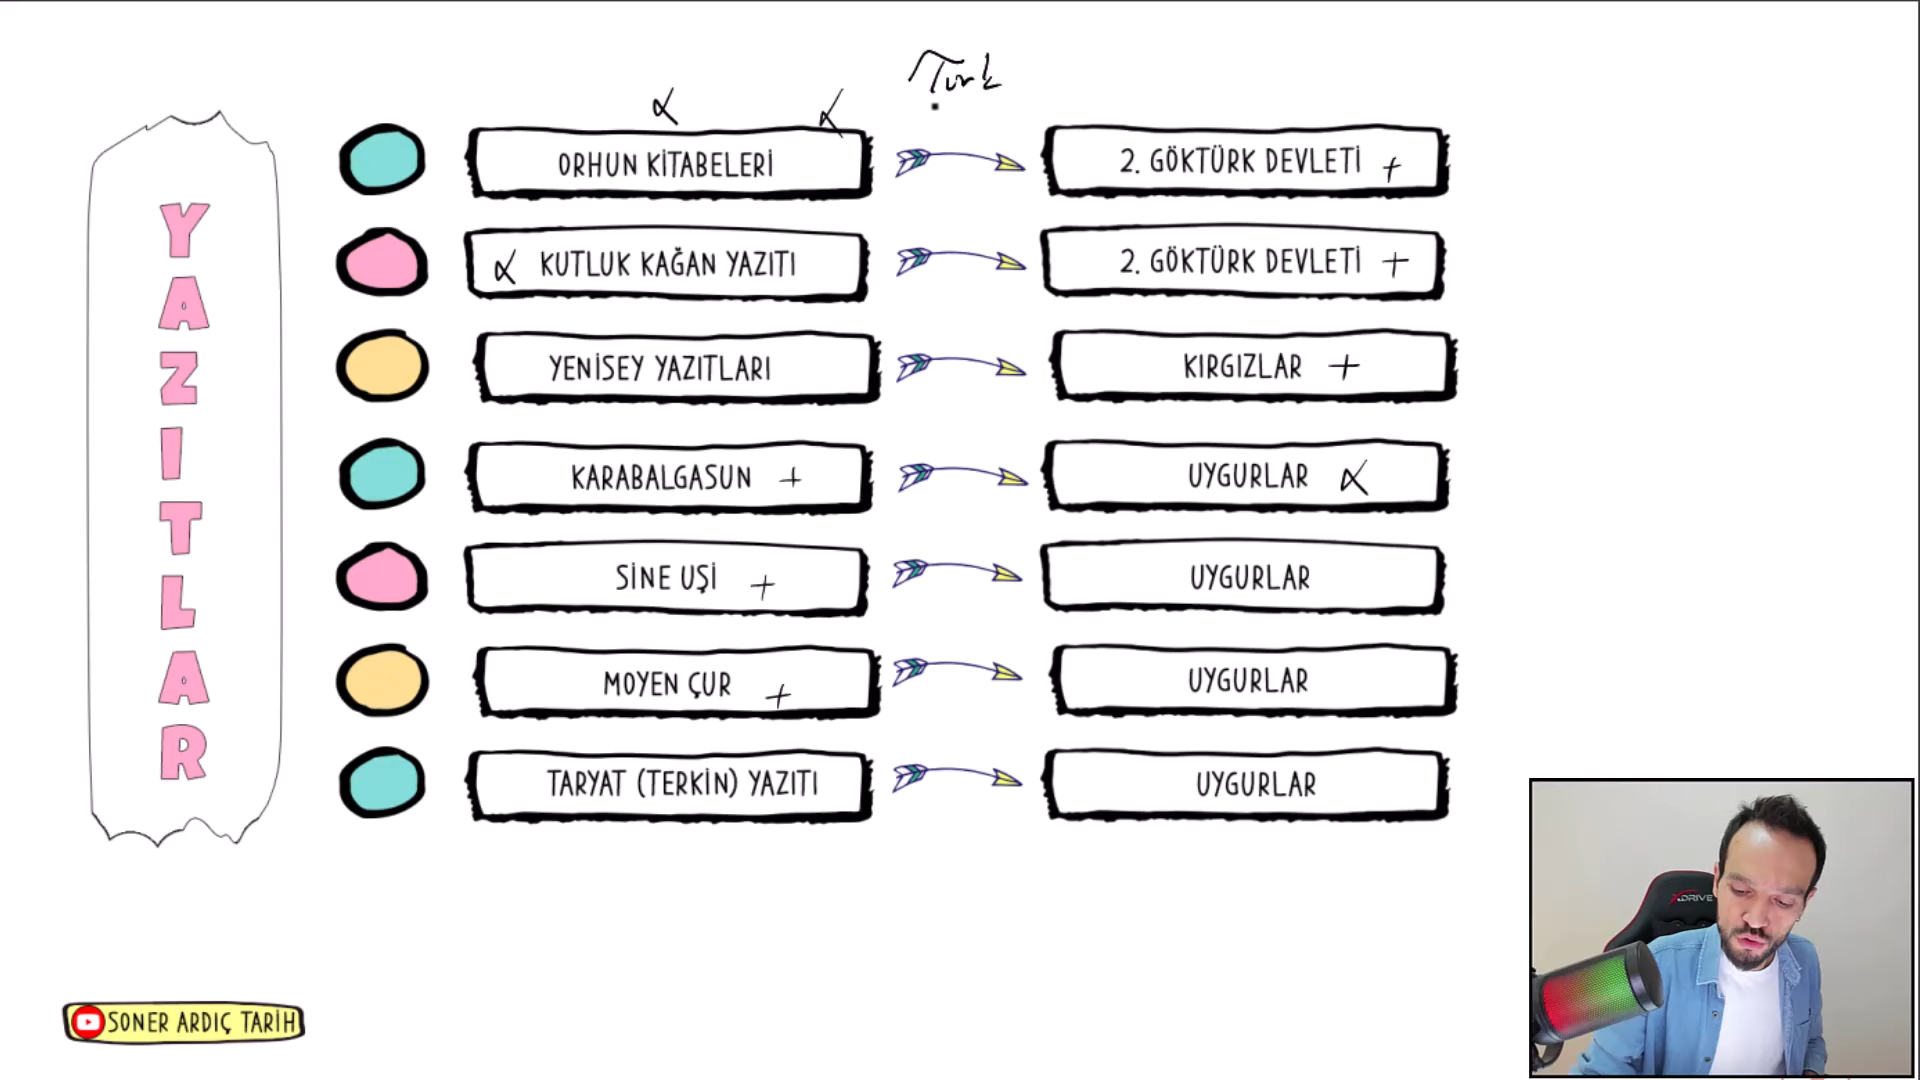 Türk
YAZITLAR
ORHUN KİTABELERİ
2. GÖKTÜRK DEVLETİ +
KUTLUK KAĞAN YAZITI
2. GÖKTÜRK DEVLETİ +
YENİSEY YAZITLARI
KIRGIZLAR +
KARABALGASUN +
UYGURLAR
SİNE UŞİ +
UYGURLAR
MOYEN ÇUR +
UYGURLAR
TARYAT (TERKİN) YAZITI
UYGURLAR
XDRIVE
SONER ARDIÇ TARİH